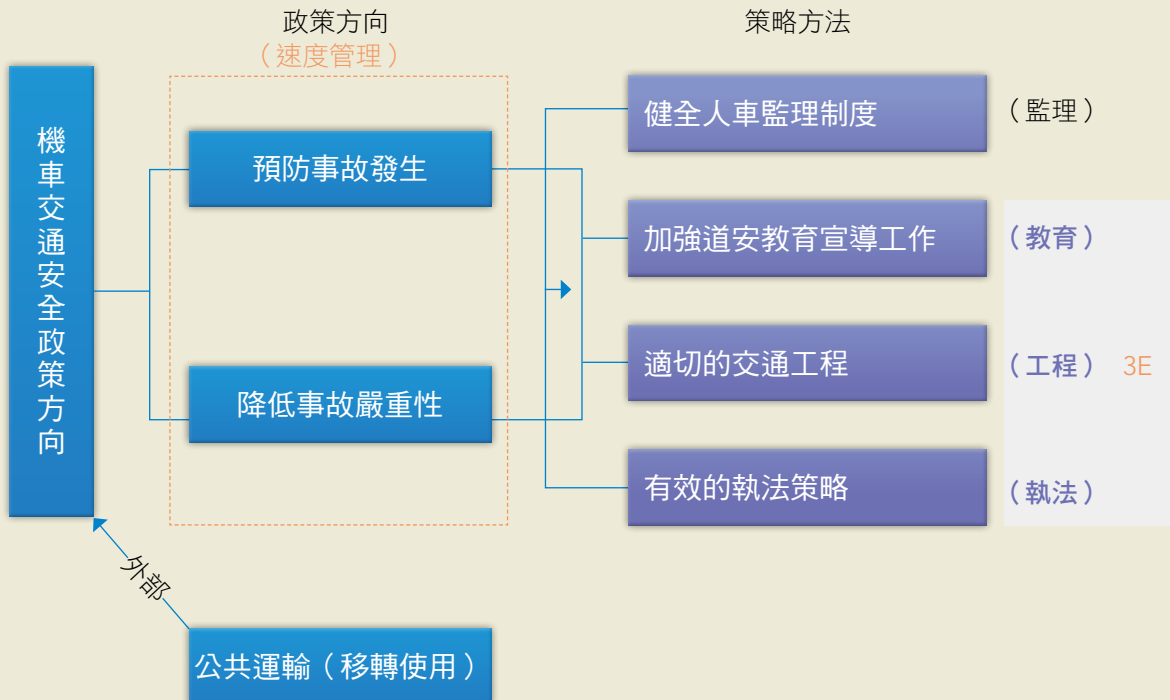 政策方向
（速度管理）
策略方法
機車交通安全政策方向
預防事故發生
降低事故嚴重性
健全人車監理制度
（監理）
加強道安教育宣導工作
（教育）
適切的交通工程
（工程） 3E
有效的執法策略
（執法）
外部
公共運輸（移轉使用）